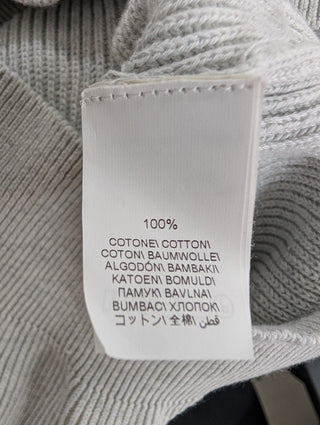 100%
COTONE\ COTTON\
COTON\ BAUMWOLLE\
ALGODÓN\ BAMBAKI\
KATOEN\ BOMULD\
ПАМУК\ BAVLNA\
BUMBAC\ ХЛОПОК\
コットン\ 全棉\ قطن